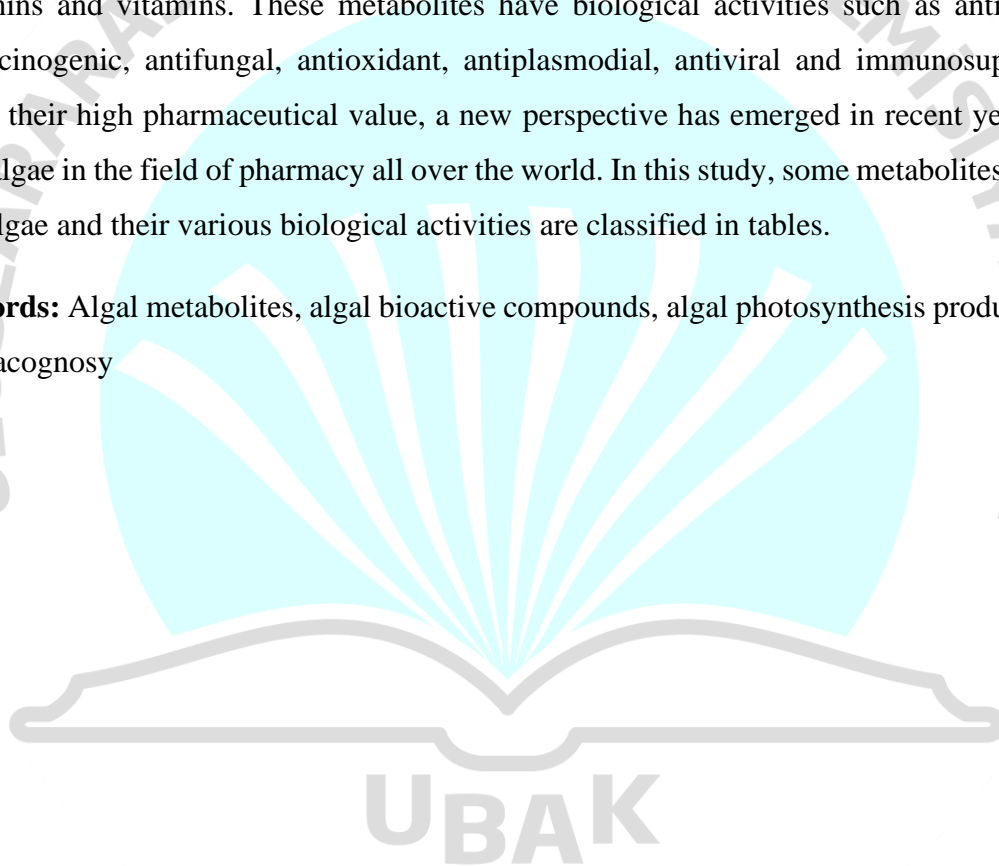 ins and vitamins. These metabolites have biological activities such as anti
cinogenic, antifungal, antioxidant, antiplasmodial, antiviral and immunosup
their high pharmaceutical value, a new perspective has emerged in recent ye
lgae in the field of pharmacy all over the world. In this study, some metabolites
lgae and their various biological activities are classified in tables.
ords: Algal metabolites, algal bioactive compounds, algal photosynthesis produ
acognosy
UBAK